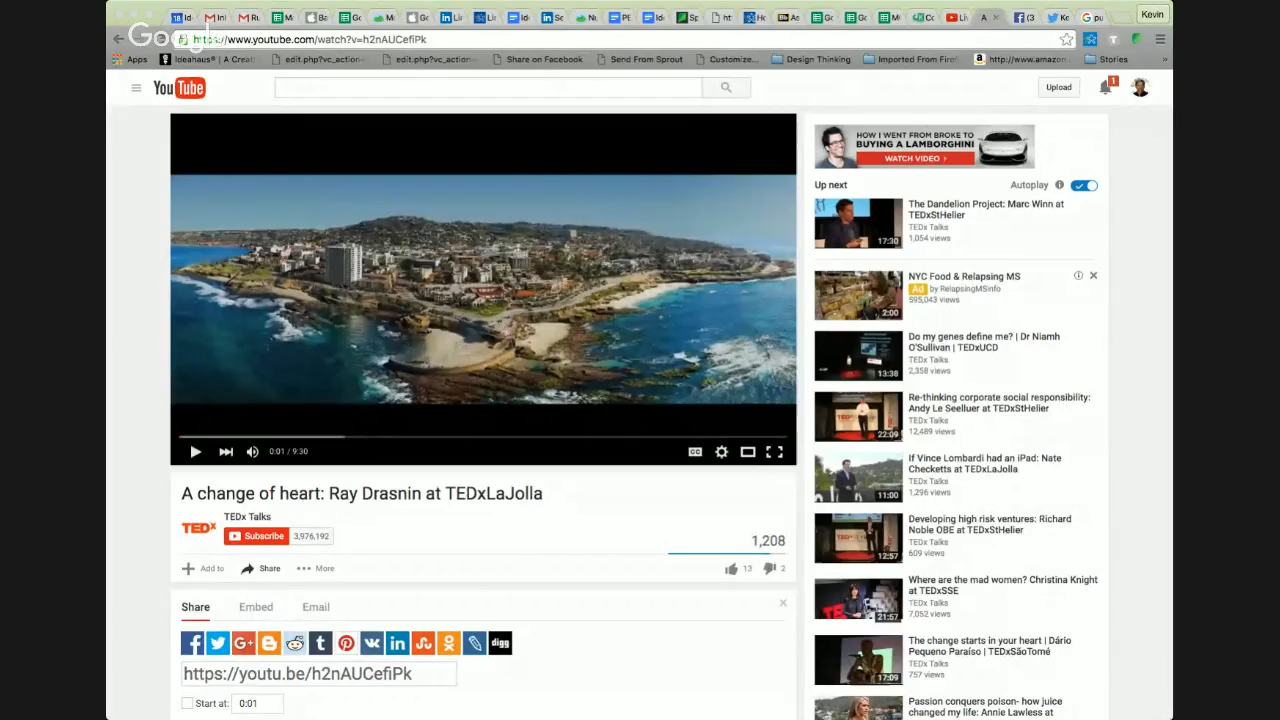 Kevin
Google
https://www.youtube.com/watch?v=h2nAUCefiPk
Apps
Ideahaus® | A Creati
edit.php?vc_action=
edit.php?vc_action=
Share on Facebook
Send From Sprout
Customize...
Design Thinking
Imported From Firef
http://www.amazon
Stories
»
YouTube
Upload
1
HOW I WENT FROM BROKE TO
BUYING A LAMBORGHINI
WATCH VIDEO ›
Up next
Autoplay
The Dandelion Project: Marc Winn at
TEDxStHelier
TEDx Talks
1,054 views
17:30
NYC Food & Relapsing MS
Ad by RelapsingMSinfo
595,043 views
2:00
Do my genes define me? | Dr Niamh
O'Sullivan | TEDxUCD
TEDx Talks
2,358 views
13:38
Re-thinking corporate social responsibility:
Andy Le Seelluer at TEDxStHelier
TEDx Talks
12,489 views
22:09
If Vince Lombardi had an iPad: Nate
Checketts at TEDxLaJolla
TEDx Talks
1,296 views
11:00
Developing high risk ventures: Richard
Noble OBE at TEDxStHelier
TEDx Talks
609 views
12:57
Where are the mad women? Christina Knight
at TEDxSSE
TEDx Talks
7,052 views
21:57
The change starts in your heart | Dário
Pequeno Paraíso | TEDxSãoTomé
TEDx Talks
757 views
17:09
Passion conquers poison- how juice
changed my life: Annie Lawless at
CC
0:01 / 9:30
A change of heart: Ray Drasnin at TEDxLaJolla
TEDx
TEDx Talks
Subscribe
3,976,192
1,208
Add to
Share
More
13
2
Share
Embed
Email
digg
https://youtu.be/h2nAUCefiPk
Start at:
0:01